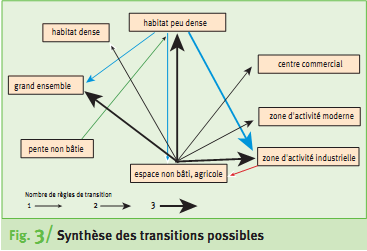 habitat peu dense
habitat dense
grand ensemble
centre commercial
zone d'activité moderne
pente non bâtie
zone d'activité industrielle
espace non bâti, agricole
Nombre de règles de transition
1 2 3
Fig. 3/ Synthèse des transitions possibles